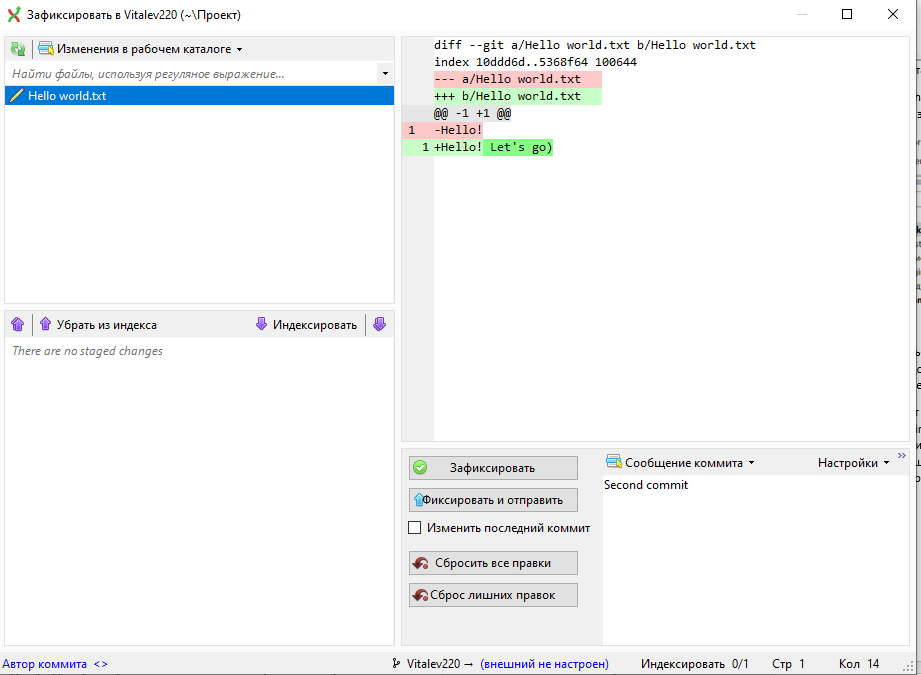 Зафиксировать в Vitalev220 (~\Проект)
Изменения в рабочем каталоге
Найти файлы, используя регуляное выражение...
Hello world.txt
Убрать из индекса
Индексировать
There are no staged changes
diff --git a/Hello world.txt b/Hello world.txt
index 10ddd6d..5368f64 100644
--- a/Hello world.txt
+++ b/Hello world.txt
@@ -1 +1 @@
1 -Hello!
1 +Hello! Let's go)
Зафиксировать
Фиксировать и отправить
Изменить последний коммит
Сбросить все правки
Сброс лишних правок
Сообщение коммита
Настройки
Second commit
Автор коммита <>
Vitalev220 → (внешний не настроен)
Индексировать 0/1
Стр 1
Кол 14